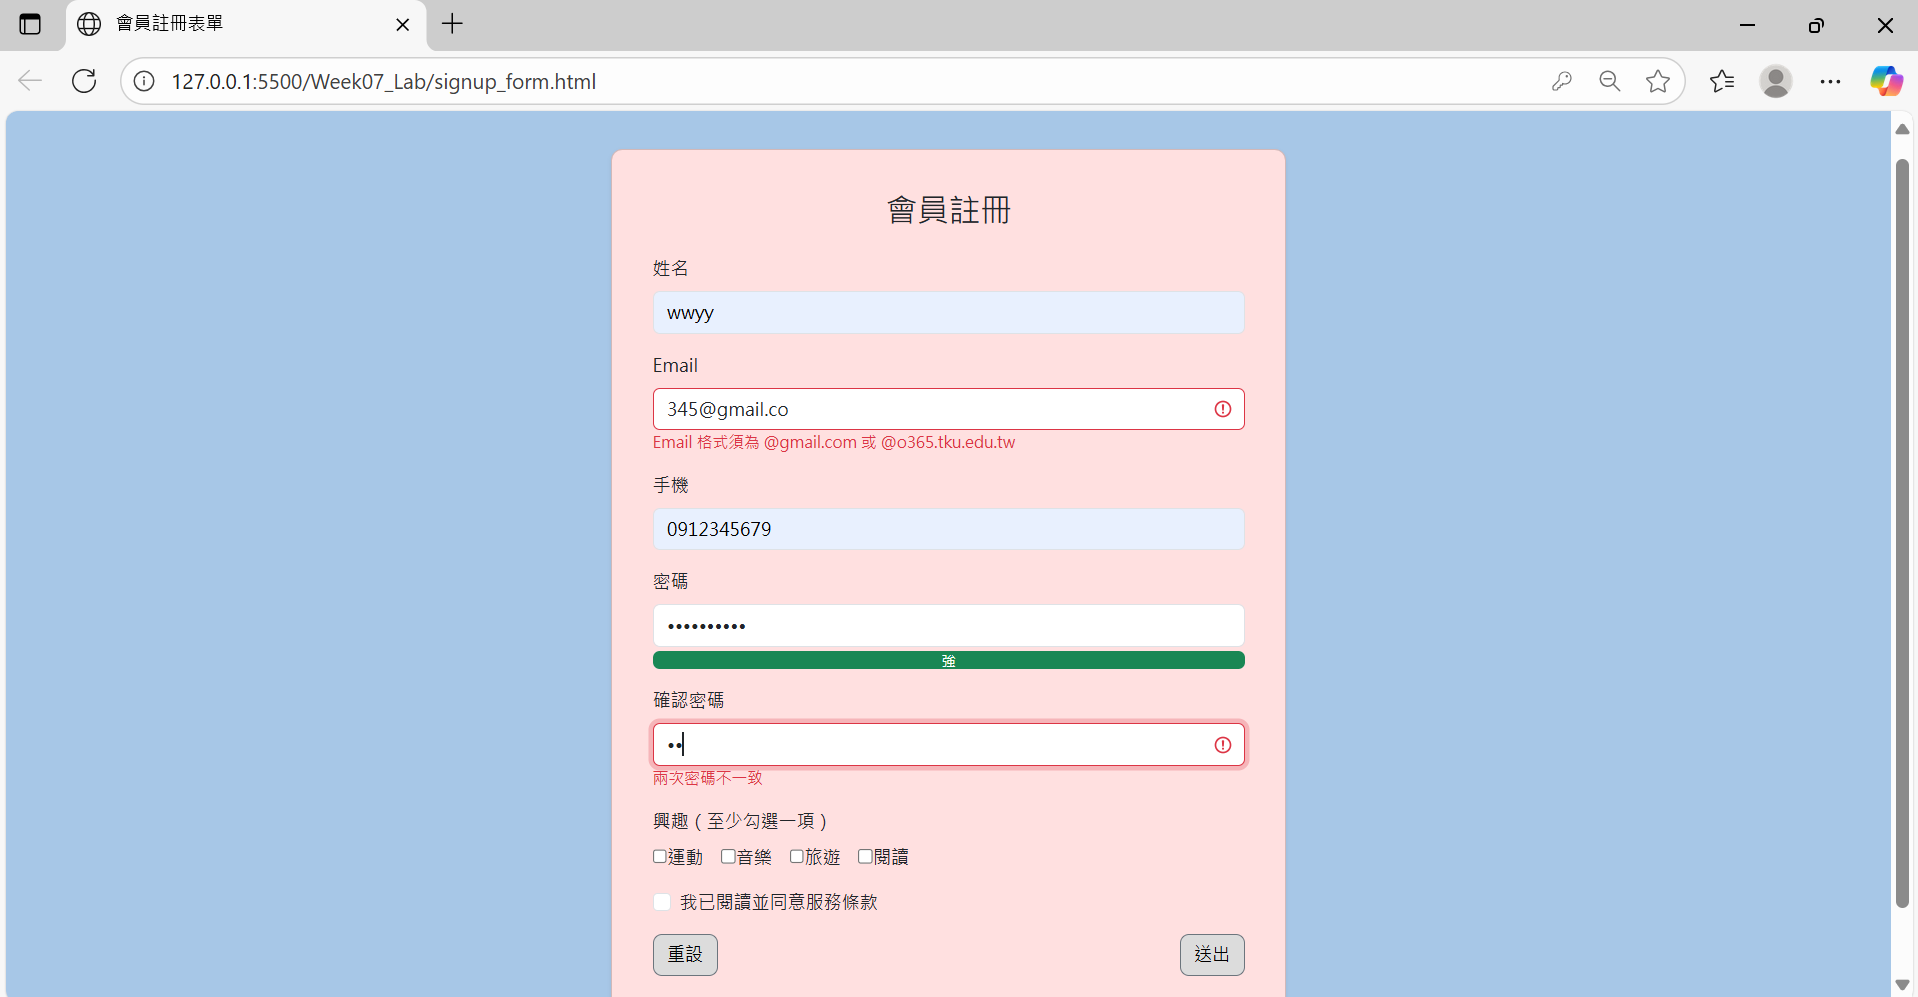 會員註冊表單
127.0.0.1:5500/Week07_Lab/signup_form.html
會員註冊
姓名
wwyy
Email
345@gmail.co
Email 格式須為 @gmail.com 或 @o365.tku.edu.tw
手機
0912345679
密碼
••••••••••
強
確認密碼
••
兩次密碼不一致
興趣（至少勾選一項）
運動 音樂 旅遊 閱讀
我已閱讀並同意服務條款
重設 送出